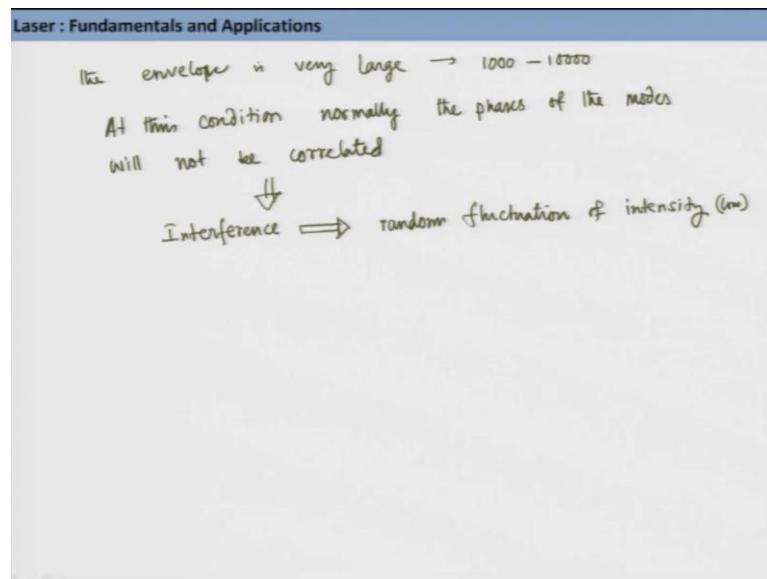 Laser : Fundamentals and Applications
The envelope is very large → 1000 – 10000
At this condition normally the phases of the modes
will not be correlated
⇓
Interference ⟹ random fluctuation of intensity (low)